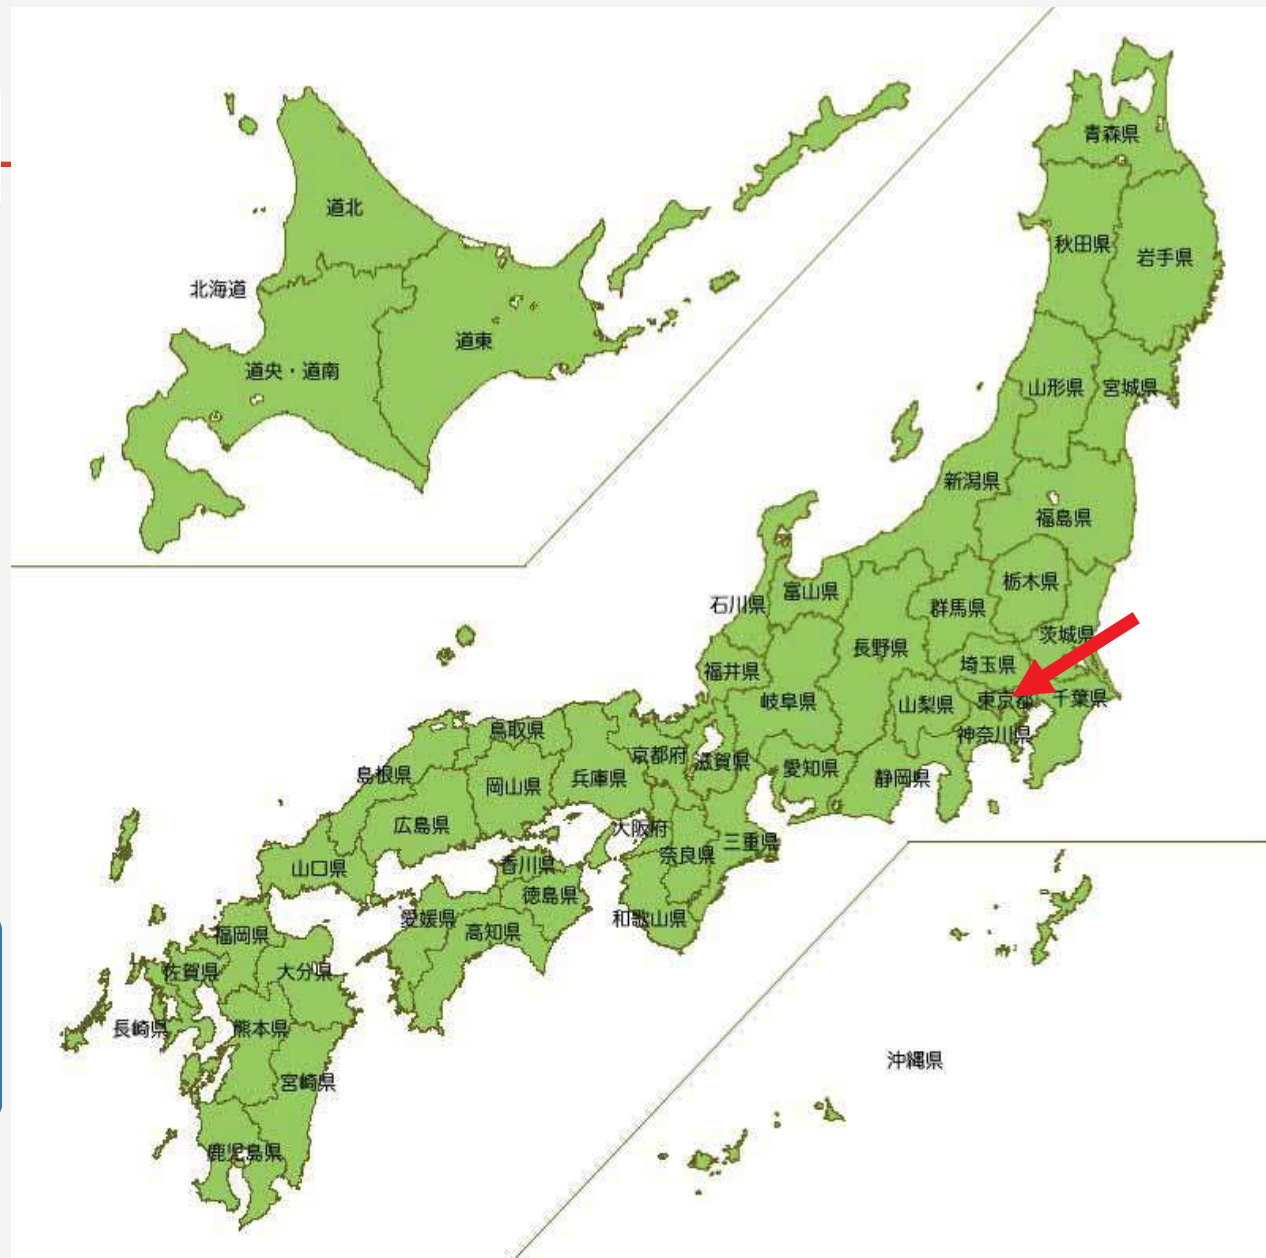 青森県
道北
秋田県
岩手県
北海道
道東
道央・道南
山形県
宮城県
新潟県
福島県
栃木県
石川県
富山県
群馬県
茨城県
長野県
埼玉県
福井県
岐阜県
山梨県
東京都
千葉県
鳥取県
神奈川県
京都府
滋賀県
愛知県
島根県
岡山県
兵庫県
静岡県
広島県
大阪府
三重県
奈良県
山口県
香川県
徳島県
愛媛県
高知県
和歌山県
福岡県
佐賀県
大分県
長崎県
熊本県
沖縄県
宮崎県
鹿児島県